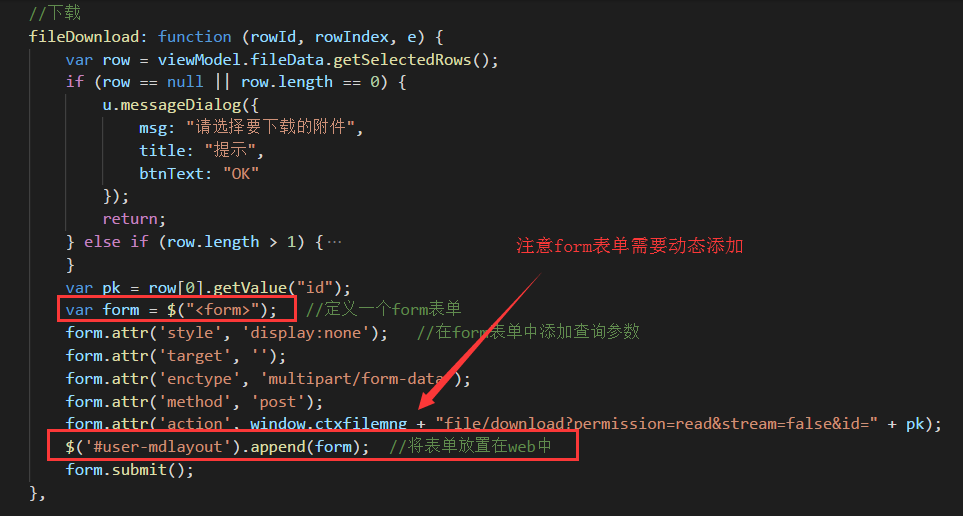 //下载
fileDownload: function (rowId, rowIndex, e) {
var row = viewModel.fileData.getSelectedRows();
if (row == null || row.length == 0) {
u.messageDialog({
msg: "请选择要下载的附件",
title: "提示",
btnText: "OK"
});
return;
} else if (row.length > 1) {…
}
注意form表单需要动态添加
var pk = row[0].getValue("id");
var form = $("<form>"); //定义一个form表单
form.attr('style', 'display:none'); //在form表单中添加查询参数
form.attr('target', '');
form.attr('enctype', 'multipart/form-data');
form.attr('method', 'post');
form.attr('action', window.ctxfilemng + "file/download?permission=read&stream=false&id=" + pk);
$('#user-mdlayout').append(form); //将表单放置在web中
form.submit();
},